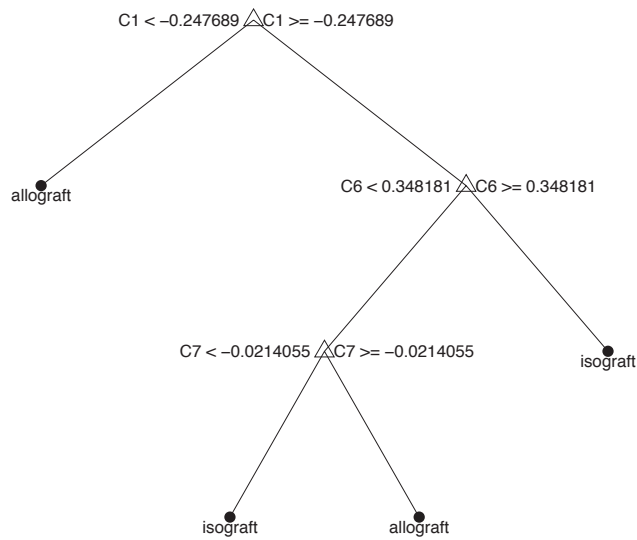 C1 < −0.247689 C1 >= −0.247689
allograft
C6 < 0.348181 C6 >= 0.348181
C7 < −0.0214055 C7 >= −0.0214055
isograft
isograft allograft